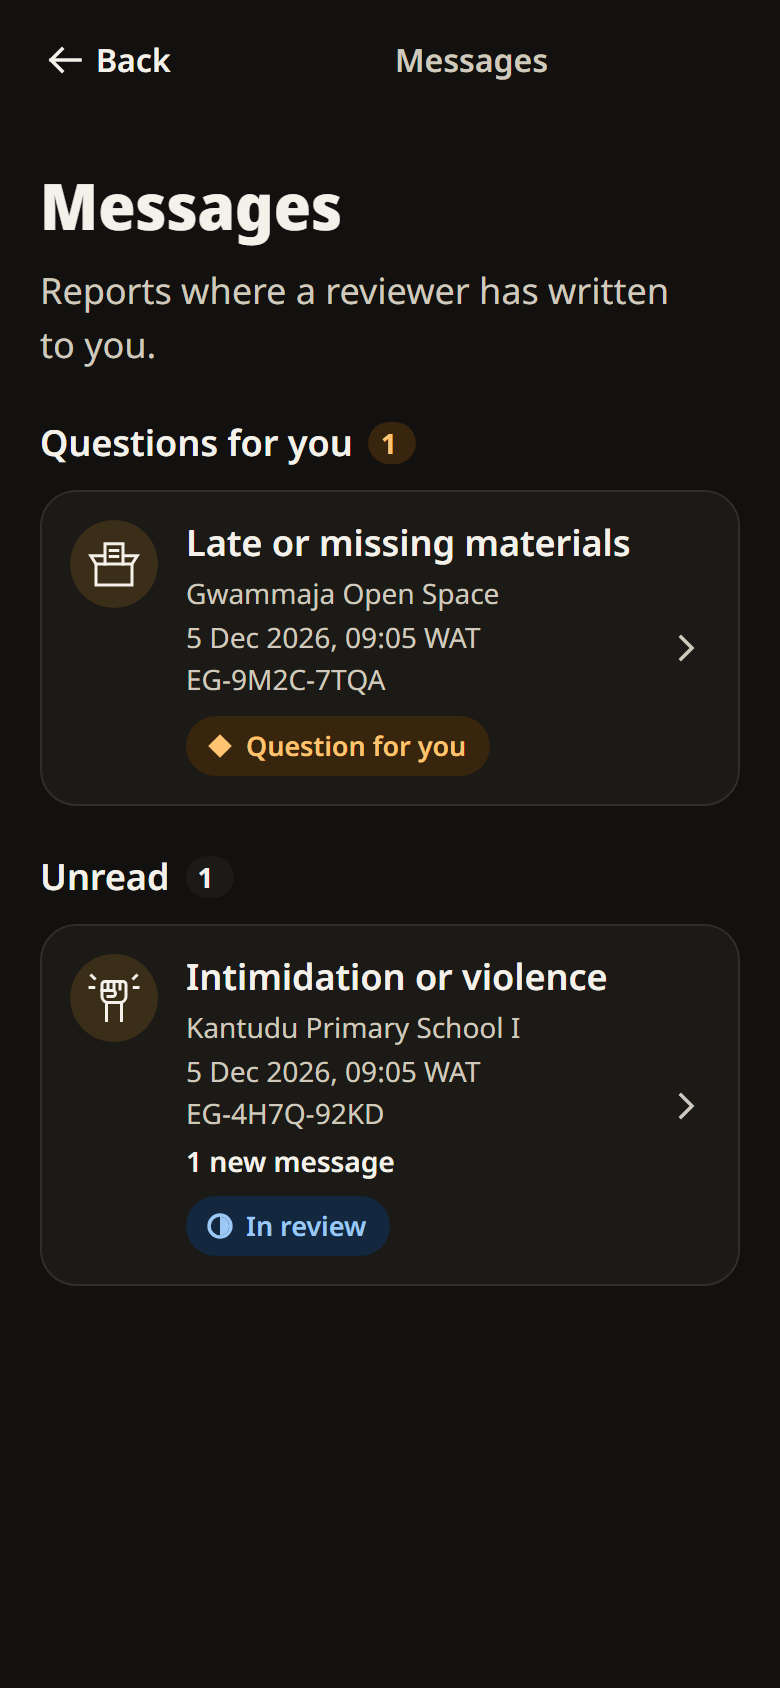 Back
Messages
Messages
Reports where a reviewer has written
to you.
Questions for you 1
Late or missing materials
Gwammaja Open Space
5 Dec 2026, 09:05 WAT
EG-9M2C-7TQA
Question for you
Unread 1
Intimidation or violence
Kantudu Primary School I
5 Dec 2026, 09:05 WAT
EG-4H7Q-92KD
1 new message
In review